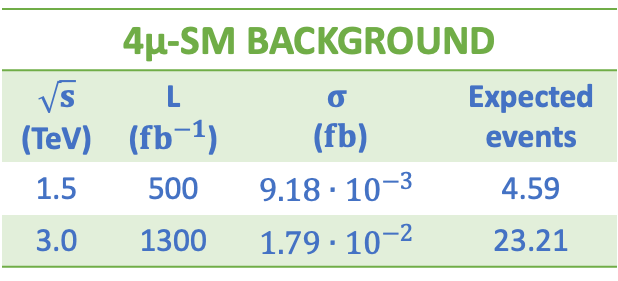 4μ-SM BACKGROUND
√s L σ Expected
(TeV) (fb⁻¹) (fb) events
1.5 500 9.18 · 10⁻³ 4.59
3.0 1300 1.79 · 10⁻² 23.21